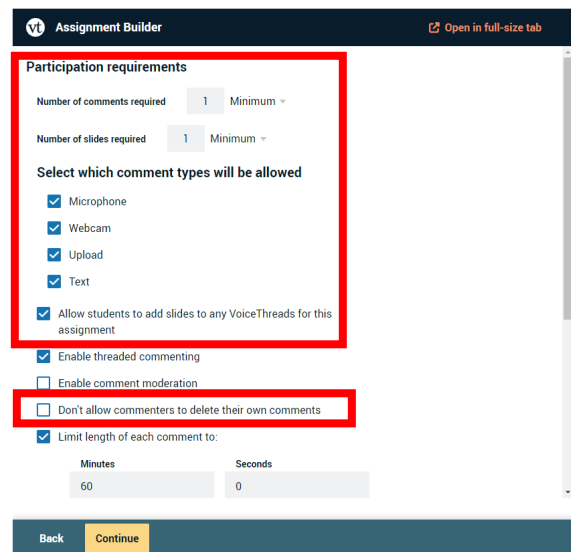 vt Assignment Builder Open in full-size tab
Participation requirements
Number of comments required 1 Minimum
Number of slides required 1 Minimum
Select which comment types will be allowed
Microphone
Webcam
Upload
Text
Allow students to add slides to any VoiceThreads for this
assignment
Enable threaded commenting
Enable comment moderation
Don't allow commenters to delete their own comments
Limit length of each comment to:
Minutes Seconds
60 0
Back Continue